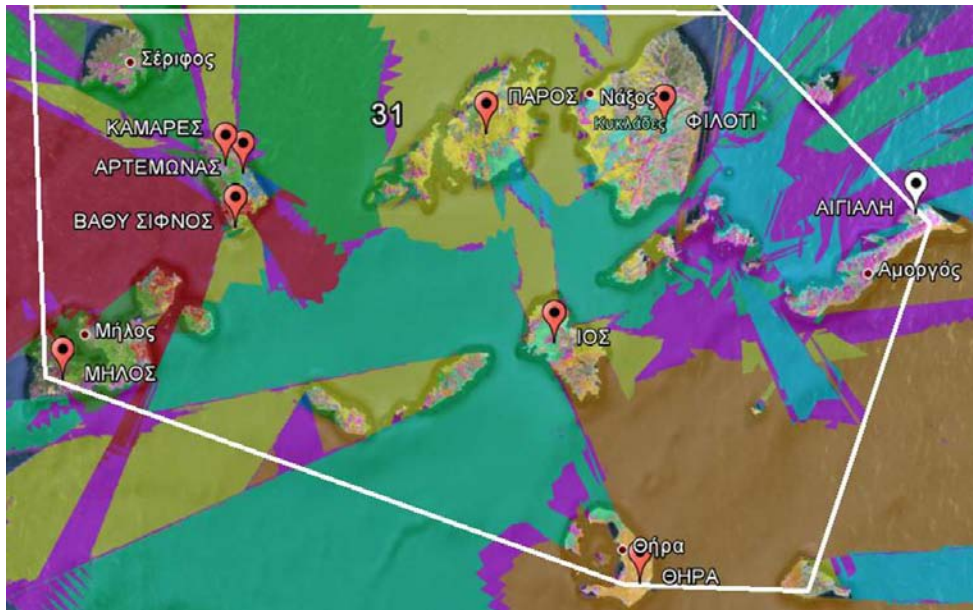 Σέριφος
31
ΠΑΡΟΣ
Νάξος
Κυκλάδες
ΦΙΛΟΤΙ
ΚΑΜΑΡΕΣ
ΑΡΤΕΜΩΝΑΣ
ΒΑΘΥ ΣΙΦΝΟΣ
ΑΙΓΙΑΛΗ
Αμοργός
Μήλος
ΜΗΛΟΣ
ΙΟΣ
Θήρα
ΘΗΡΑ